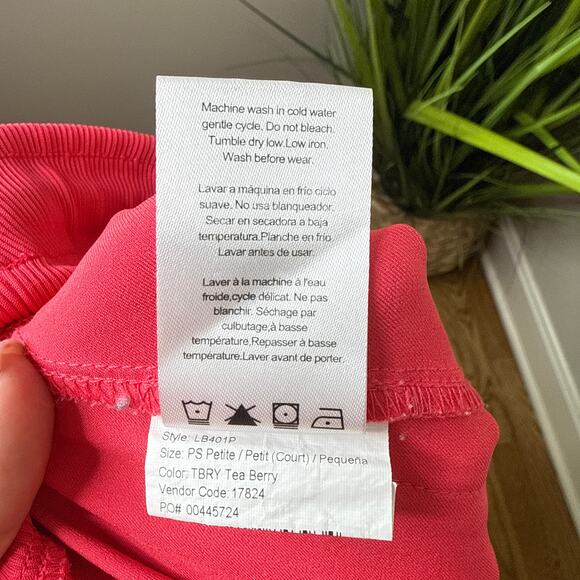 Machine wash in cold water
gentle cycle. Do not bleach.
Tumble dry low.Low iron.
Wash before wear.
Lavar a máquina en frío ciclo
suave. No usa blanqueador.
Secar en secadora a baja
temperatura.Planche en frío.
Lavar antes de usar.
Laver à la machine à l'eau
froide,cycle délicat. Ne pas
blanchir. Séchage par
culbutage,à basse
température,Repasser à basse
température.Laver avant de porter.
Style: LB401P
Size: PS Petite / Petit (Court) / Pequeña
Color: TBRY Tea Berry
Vendor Code: 17824
PO# 00445724